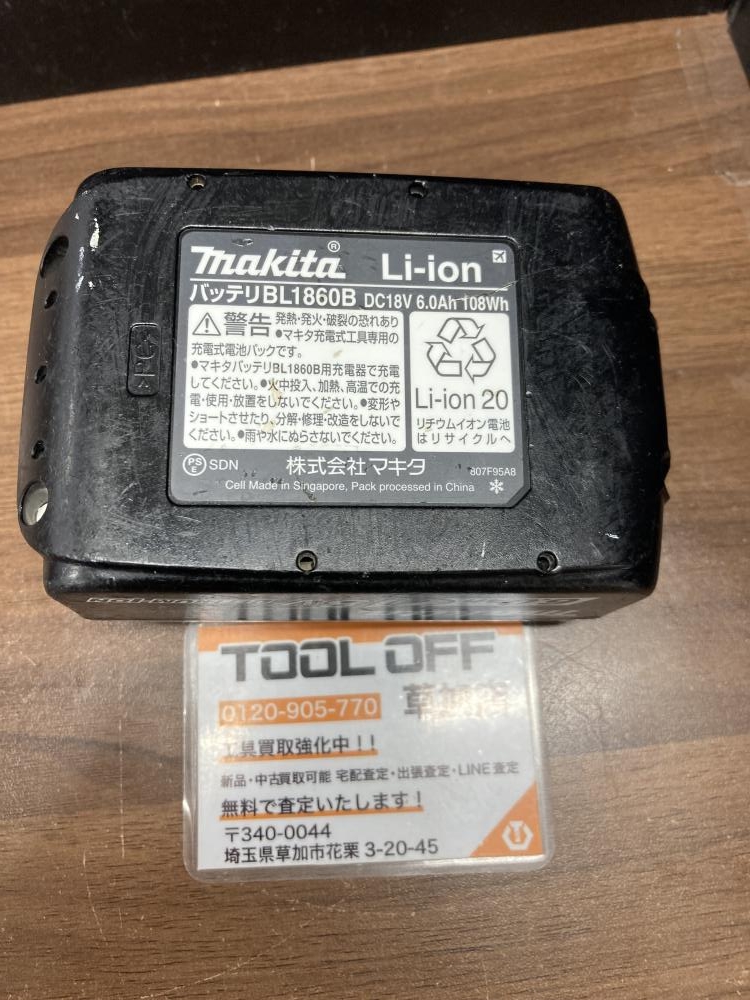 makita® Li-ion
バッテリBL1860B DC18V 6.0Ah 108Wh
警告 発熱・発火・破裂の恐れあり
●マキタ充電式工具専用の
充電式電池パックです。
●マキタバッテリBL1860B用充電器で充電
してください。●火中投入、加熱、高温での充
電・使用・放置をしないでください。●変形や
ショートさせたり、分解・修理・改造をしないで
ください。●雨や水にぬらさないでください。
Li-ion 20
リチウムイオン電池
はリサイクルへ
PS
E
SDN 株式会社マキタ 807F95A8
Cell Made in Singapore, Pack processed in China
>PC<
TOOL OFF
0120-905-770 草加店
工具買取強化中！！
新品・中古買取可能 宅配査定・出張査定・LINE査定
無料で査定いたします！
〒340-0044
埼玉県草加市花栗 3-20-45